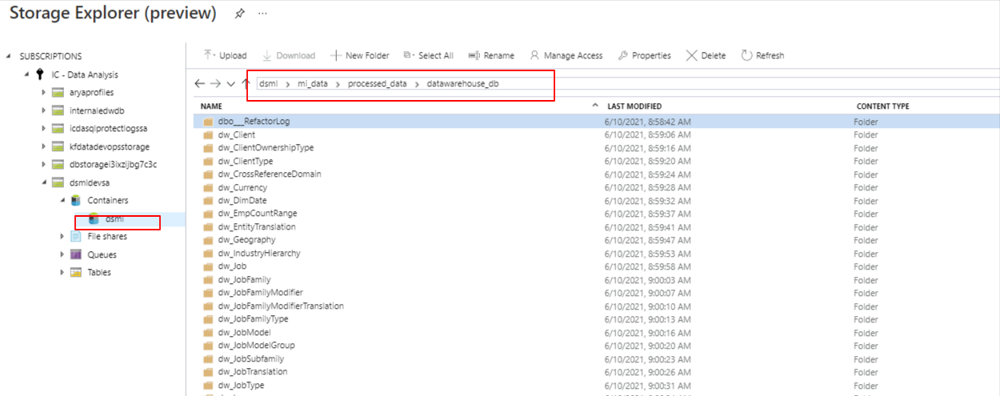 Storage Explorer (preview) ...
SUBSCRIPTIONS
IC - Data Analysis
aryaprofiles
internaledwdb
icdasqlprotectlogssa
kfdatadevopsstorage
dbstoragei3ixzijbg7c3c
dsmidevsa
Containers
dsmi
File shares
Queues
Tables
Upload Download New Folder Select All Rename Manage Access Properties Delete Refresh
dsmi > mi_data > processed_data > datawarehouse_db
NAME LAST MODIFIED CONTENT TYPE
dbo___RefactorLog 6/10/2021, 8:58:42 AM Folder
dw_Client 6/10/2021, 8:59:06 AM Folder
dw_ClientOwnershipType 6/10/2021, 8:59:16 AM Folder
dw_ClientType 6/10/2021, 8:59:20 AM Folder
dw_CrossReferenceDomain 6/10/2021, 8:59:24 AM Folder
dw_Currency 6/10/2021, 8:59:28 AM Folder
dw_DimDate 6/10/2021, 8:59:32 AM Folder
dw_EmpCountRange 6/10/2021, 8:59:37 AM Folder
dw_EntityTranslation 6/10/2021, 8:59:41 AM Folder
dw_Geography 6/10/2021, 8:59:47 AM Folder
dw_IndustryHierarchy 6/10/2021, 8:59:53 AM Folder
dw_Job 6/10/2021, 8:59:58 AM Folder
dw_JobFamily 6/10/2021, 9:00:03 AM Folder
dw_JobFamilyModifier 6/10/2021, 9:00:07 AM Folder
dw_JobFamilyModifierTranslation 6/10/2021, 9:00:10 AM Folder
dw_JobFamilyType 6/10/2021, 9:00:13 AM Folder
dw_JobModel 6/10/2021, 9:00:16 AM Folder
dw_JobModelGroup 6/10/2021, 9:00:20 AM Folder
dw_JobSubfamily 6/10/2021, 9:00:23 AM Folder
dw_JobTranslation 6/10/2021, 9:00:26 AM Folder
dw_JobType 6/10/2021, 9:00:31 AM Folder